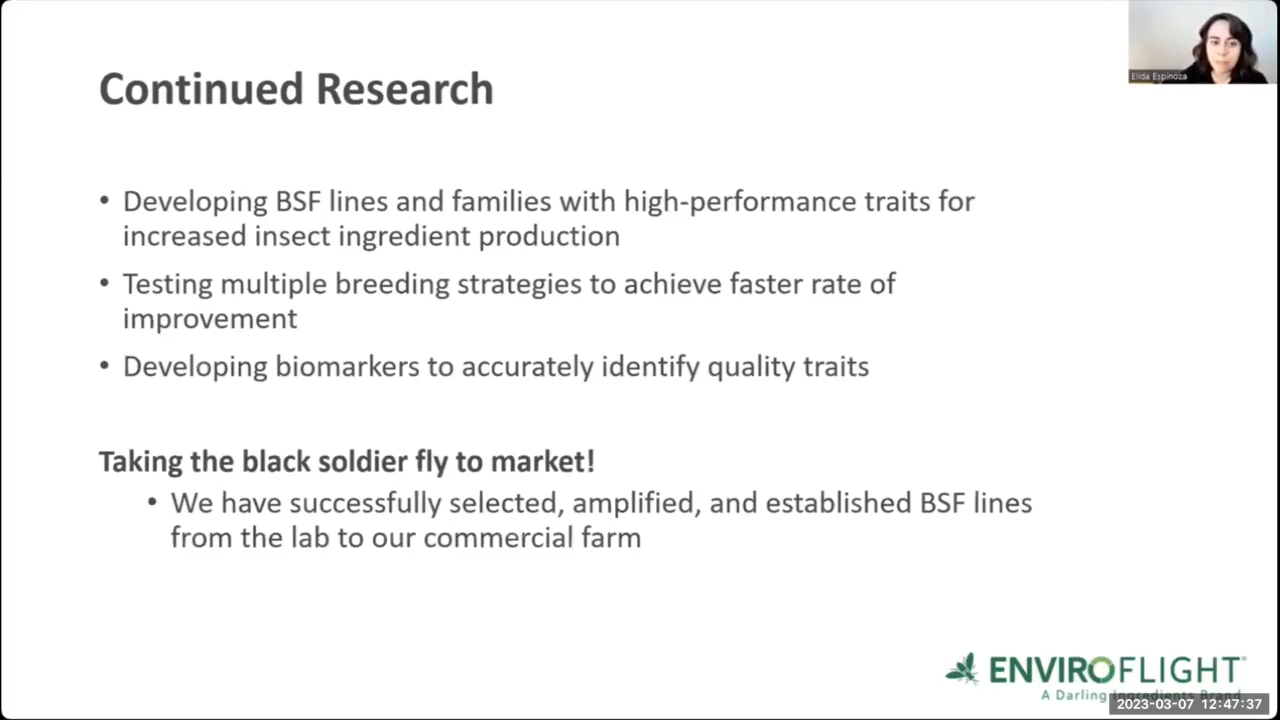 Continued Research
Elida Espinoza
• Developing BSF lines and families with high-performance traits for
increased insect ingredient production
• Testing multiple breeding strategies to achieve faster rate of
improvement
• Developing biomarkers to accurately identify quality traits
Taking the black soldier fly to market!
• We have successfully selected, amplified, and established BSF lines
from the lab to our commercial farm
ENVIROFLIGHT
A Darling Ingredients Brand
2023-03-07 12:47:37